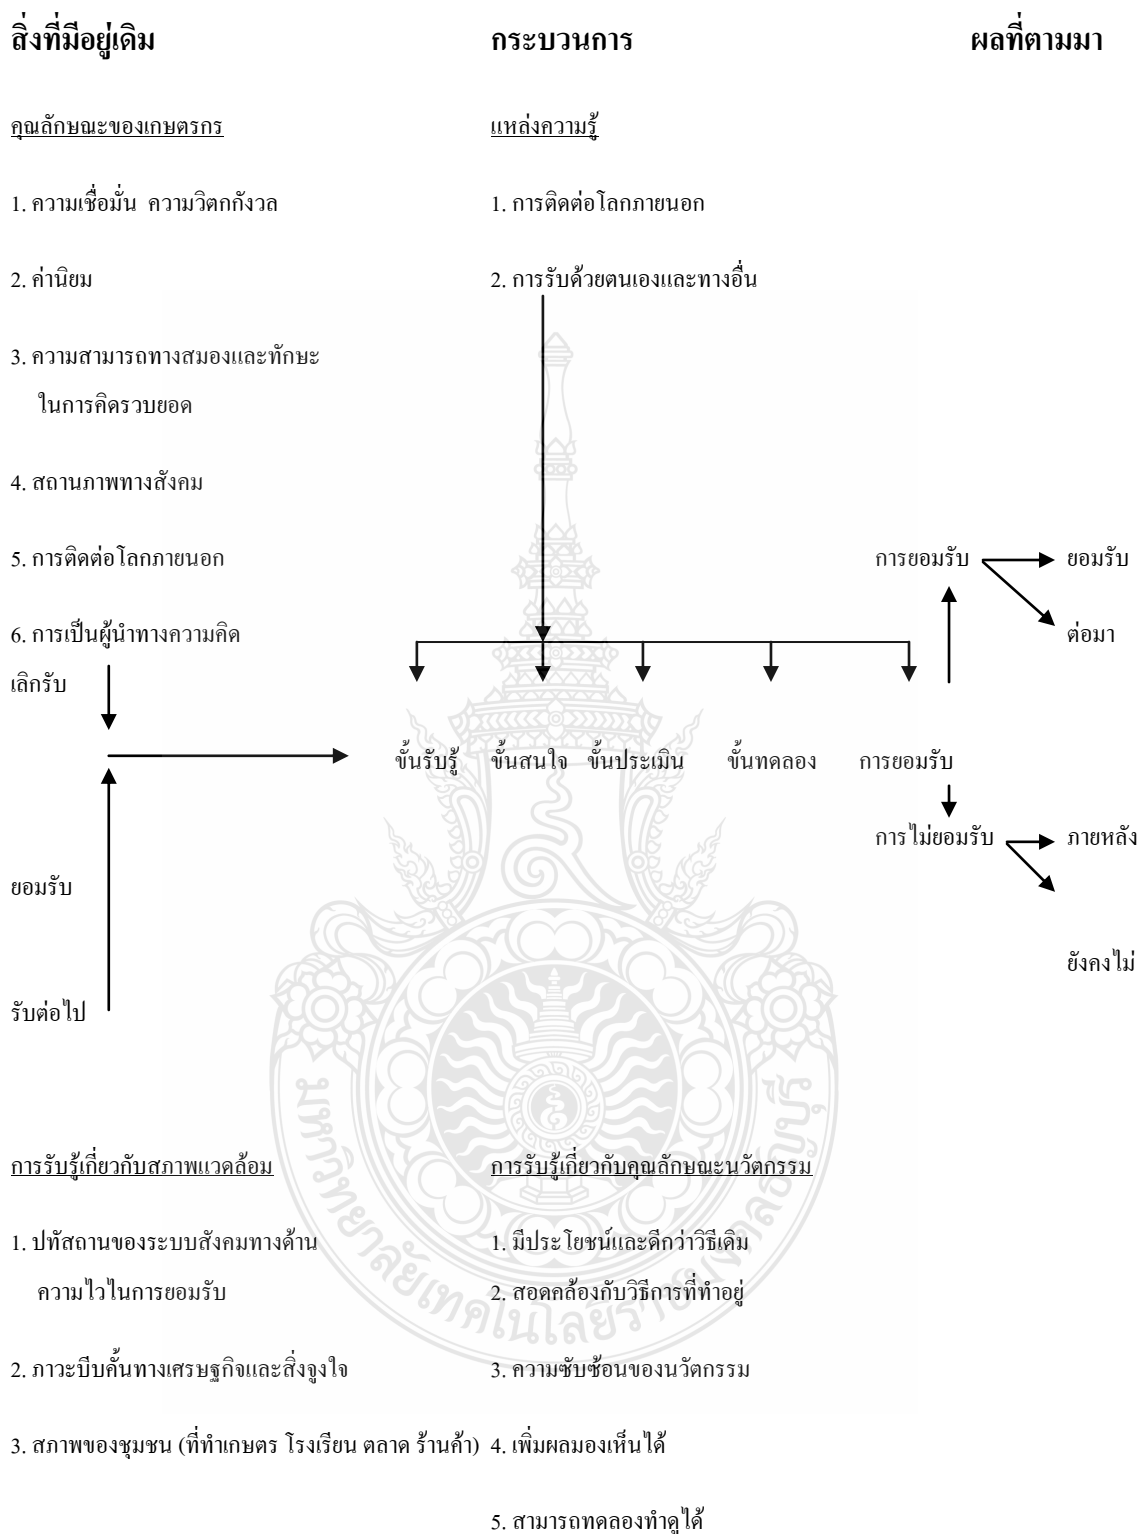 สิ่งที่มีอยู่เดิม กระบวนการ ผลที่ตามมา
คุณลักษณะของเกษตรกร แหล่งความรู้
1. ความเชื่อมั่น ความวิตกกังวล 1. การติดต่อโลกภายนอก
2. ค่านิยม 2. การรับด้วยตนเองและทางอื่น
3. ความสามารถทางสมองและทักษะ
ในการคิดรวบยอด
4. สถานภาพทางสังคม
5. การติดต่อโลกภายนอก การยอมรับ ยอมรับ
6. การเป็นผู้นำทางความคิด ต่อมา
เลิกรับ
ขั้นรับรู้ ขั้นสนใจ ขั้นประเมิน ขั้นทดลอง การยอมรับ
การไม่ยอมรับ ภายหลัง
ยอมรับ
ยังคงไม่
รับต่อไป
การรับรู้เกี่ยวกับสภาพแวดล้อม การรับรู้เกี่ยวกับคุณลักษณะนวัตกรรม
1. ปทัสถานของระบบสังคมทางด้าน 1. มีประโยชน์และดีกว่าวิธีเดิม
ความไวในการยอมรับ 2. สอดคล้องกับวิธีการที่ทำอยู่
2. ภาวะบีบคั้นทางเศรษฐกิจและสิ่งจูงใจ 3. ความซับซ้อนของนวัตกรรม
3. สภาพของชุมชน (ที่ทำเกษตร โรงเรียน ตลาด ร้านค้า) 4. เพิ่มผลมองเห็นได้
5. สามารถทดลองทำดูได้
มหาวิทยาลัยเทคโนโลยีราชมงคลธัญบุรี